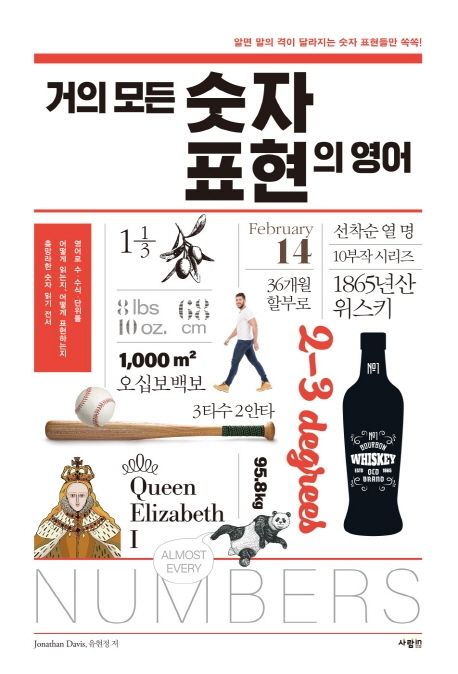 알면 말의 격이 달라지는 숫자 표현들만 쏙쏙!
거의 모든 숫자
표현의 영어
영어로 수, 수식, 단위를
어떻게 읽는지, 어떻게 표현하는지
총망라한 숫자 읽기 전서
1 1/3
February
14
선착순 열 명
10부작 시리즈
36개월
할부로
1865년산
위스키
8 lbs
10 oz.
68
cm
1,000 m²
오십보백보
3타수 2안타
2–3 degrees
Nº1
Nº1
BOURBON
WHISKEY
ESTD 1865
OLD
BRAND
Queen
Elizabeth
I
95.8kg
ALMOST
EVERY
NUMBERS
Jonathan Davis, 유현정 저
사람in